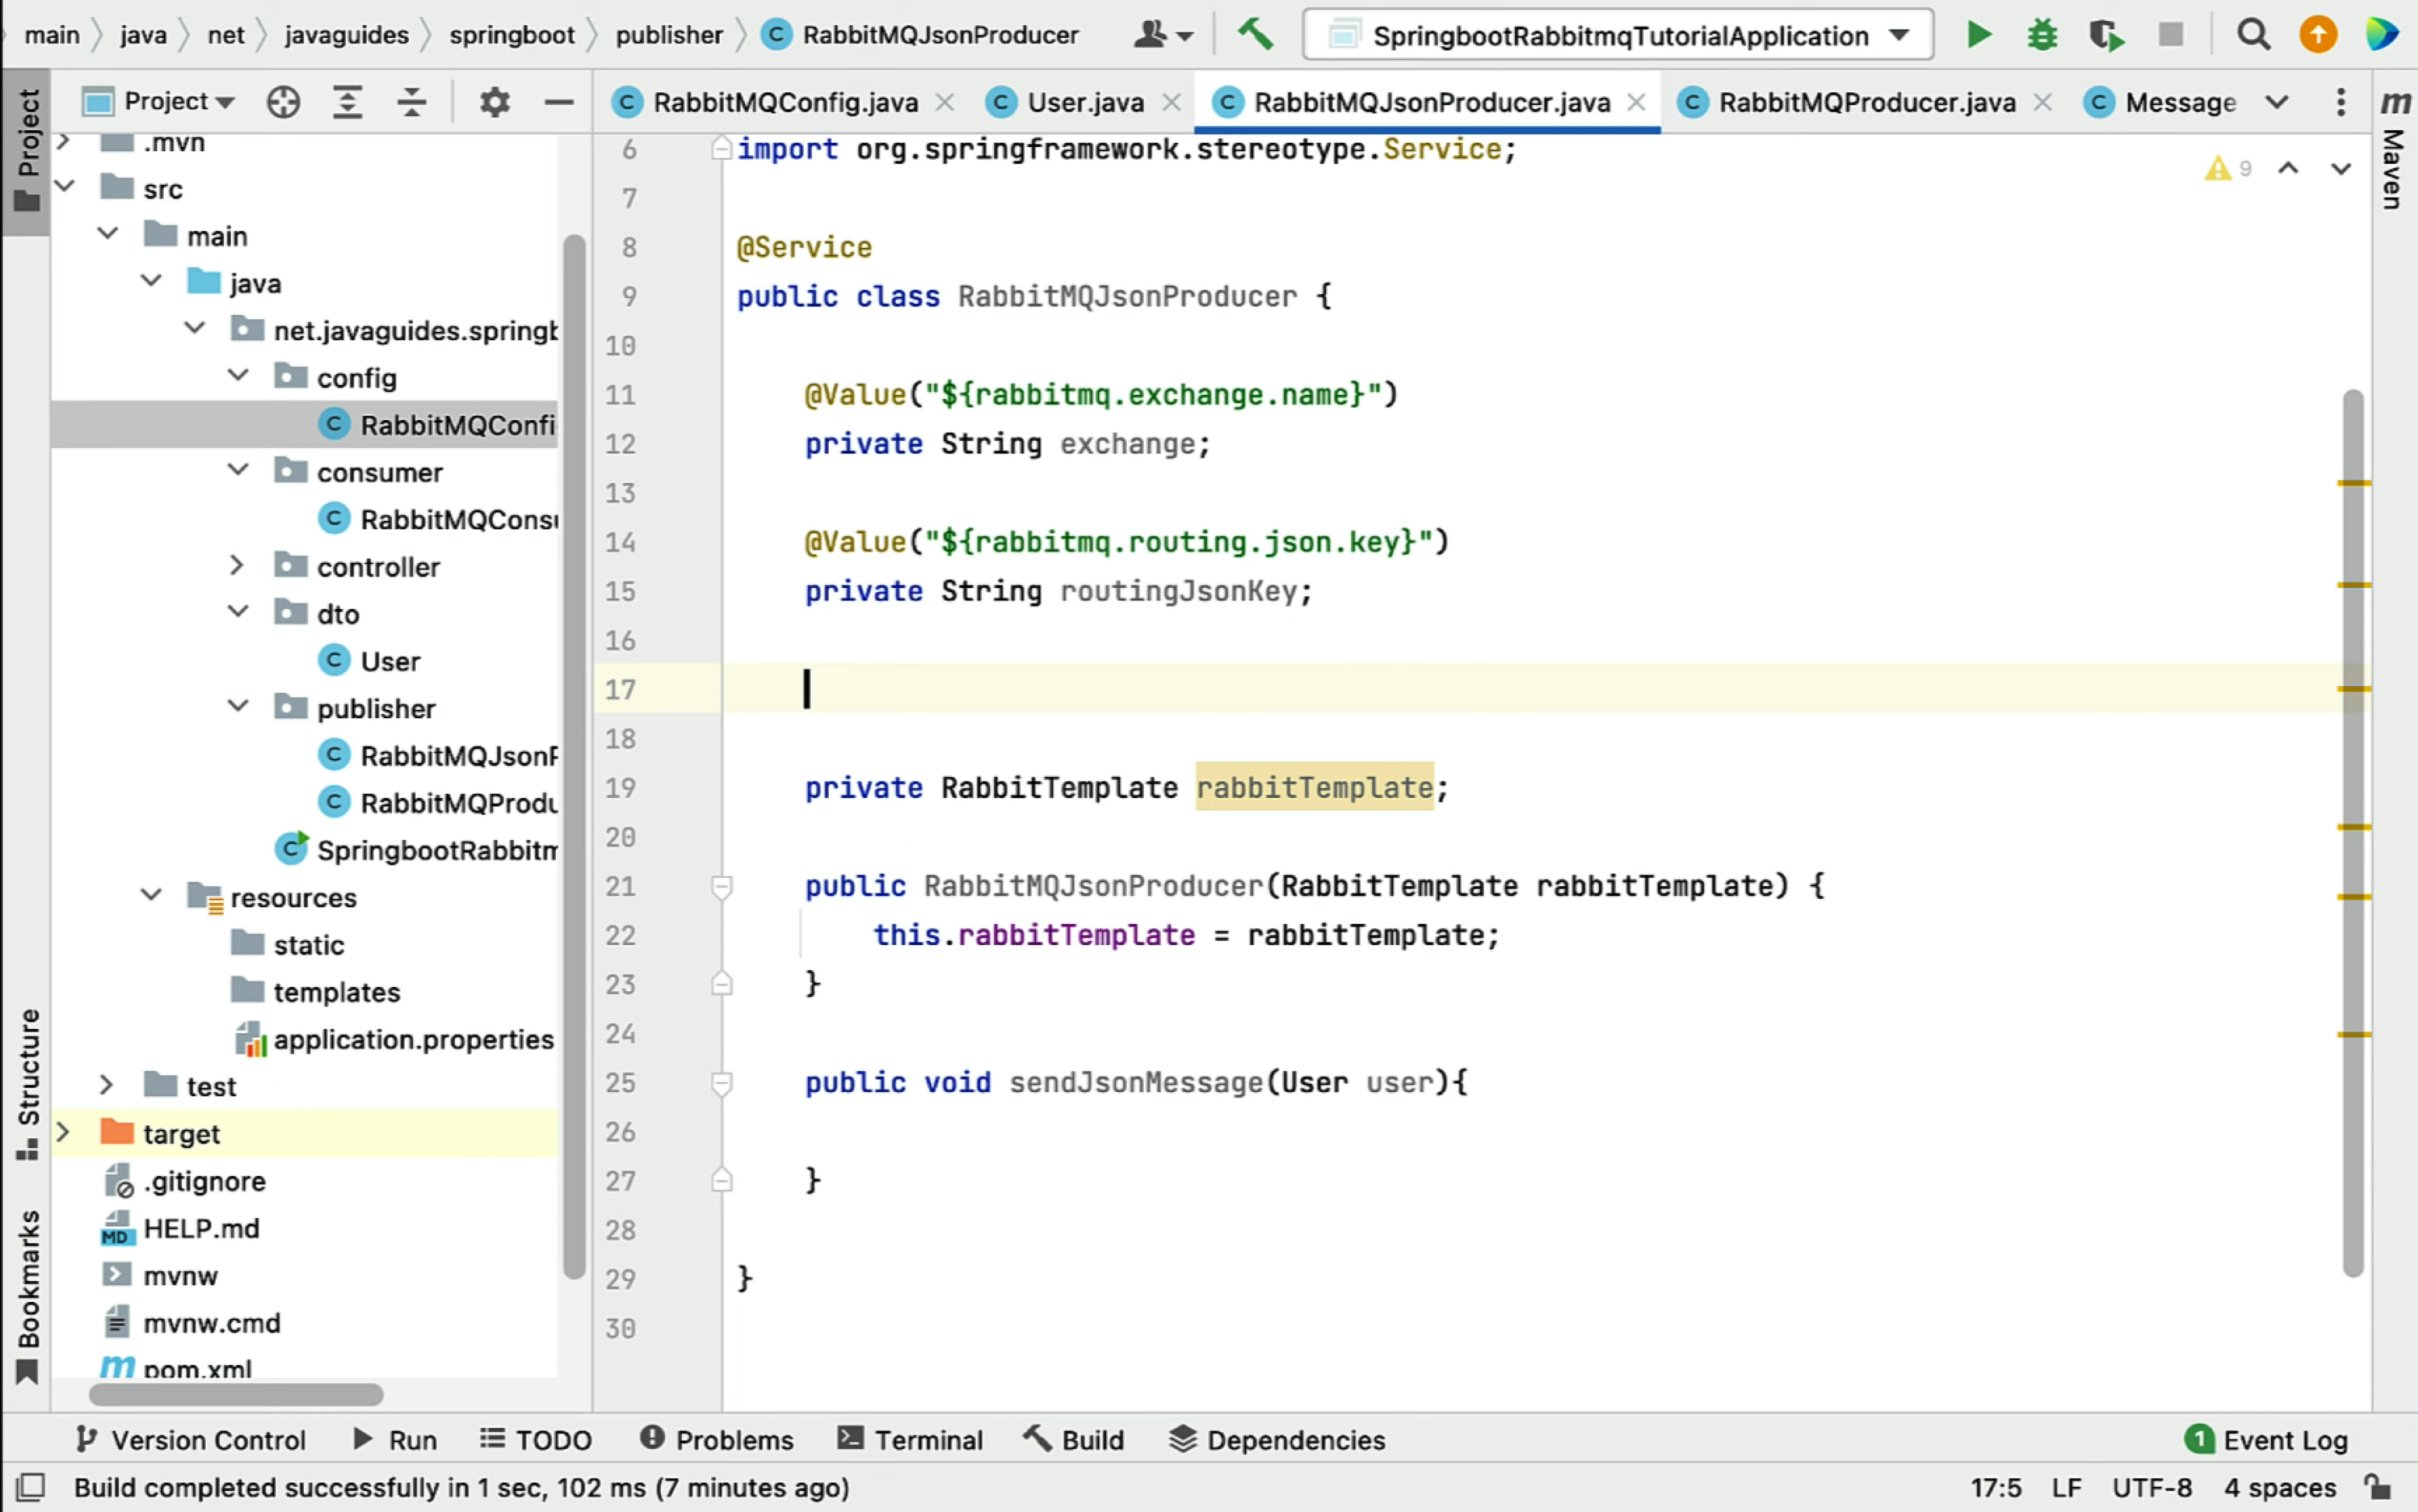 main java net javaguides springboot publisher C RabbitMQJsonProducer SpringbootRabbitmqTutorialApplication
Project
Project
C RabbitMQConfig.java C User.java C RabbitMQJsonProducer.java C RabbitMQProducer.java C Message
m Maven
.mvn
src
main
java
net.javaguides.springb
config
C RabbitMQConfi
consumer
C RabbitMQConsu
controller
dto
C User
publisher
C RabbitMQJsonP
C RabbitMQProdu
C SpringbootRabbitm
resources
static
templates
application.properties
test
target
.gitignore
MD HELP.md
mvnw
mvnw.cmd
m pom.xml
Structure
Bookmarks
9
6 import org.springframework.stereotype.Service;
7
8 @Service
9 public class RabbitMQJsonProducer {
10
11 @Value("${rabbitmq.exchange.name}")
12 private String exchange;
13
14 @Value("${rabbitmq.routing.json.key}")
15 private String routingJsonKey;
16
17
18
19 private RabbitTemplate rabbitTemplate;
20
21 public RabbitMQJsonProducer(RabbitTemplate rabbitTemplate) {
22 this.rabbitTemplate = rabbitTemplate;
23 }
24
25 public void sendJsonMessage(User user){
26
27 }
28
29 }
30
Version Control Run TODO Problems Terminal Build Dependencies 1 Event Log
Build completed successfully in 1 sec, 102 ms (7 minutes ago) 17:5 LF UTF-8 4 spaces